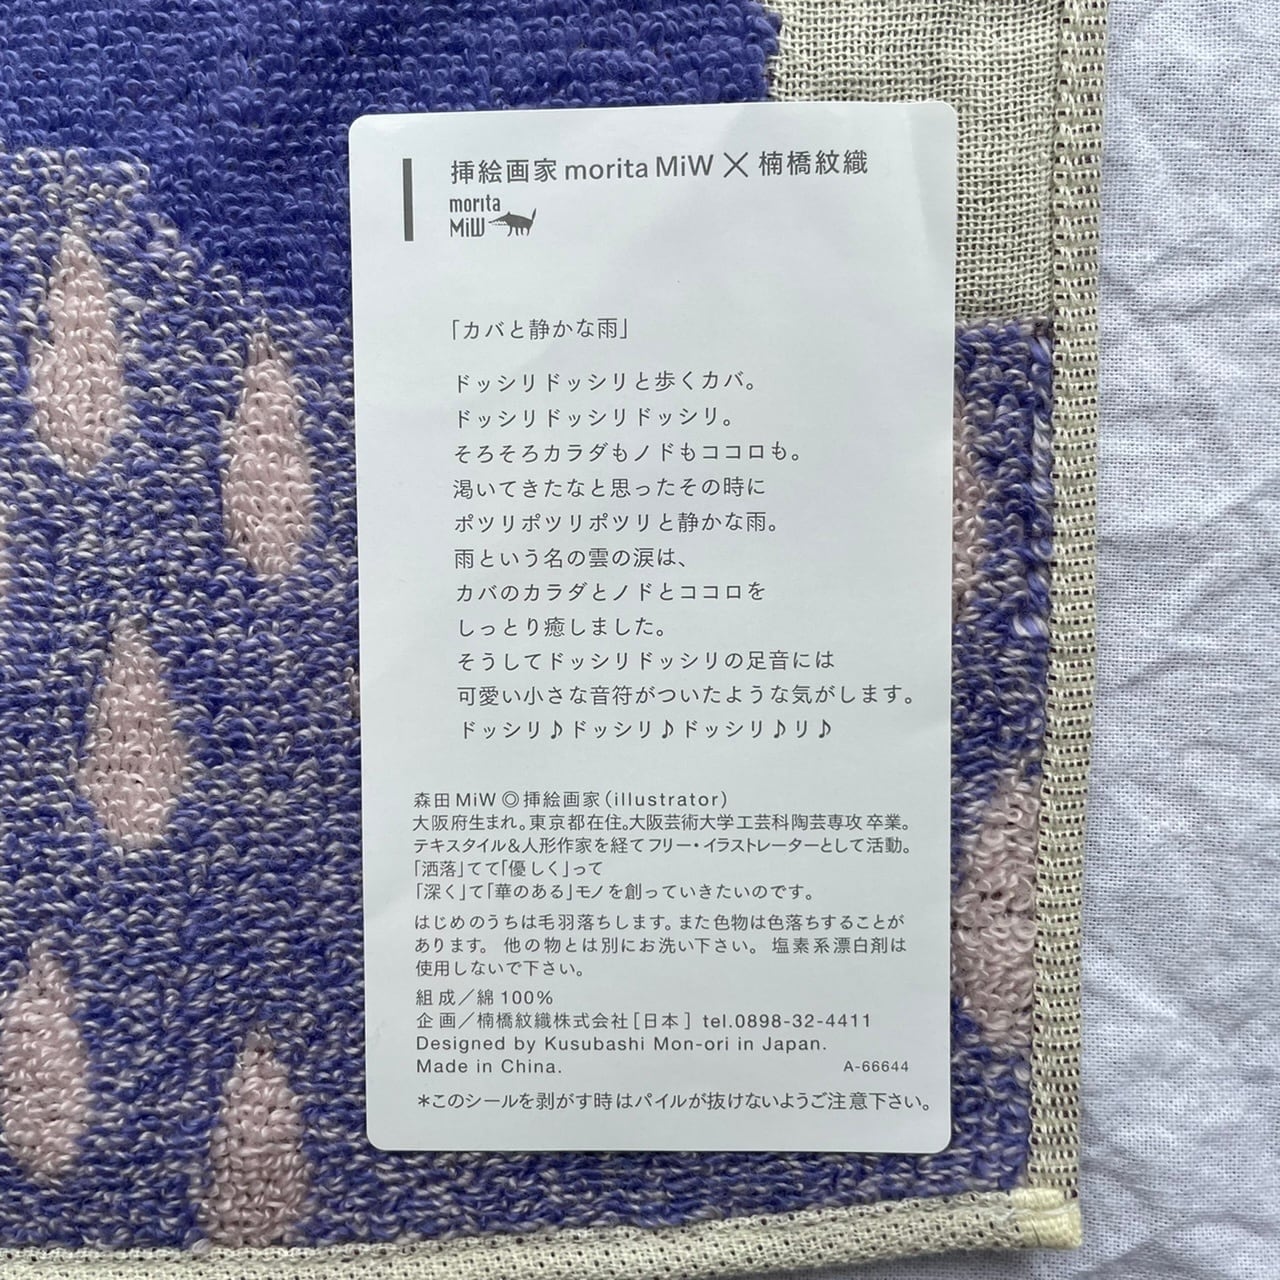 挿絵画家 morita MiW × 楠橋紋織
morita
MiW
「カバと静かな雨」
ドッシリドッシリと歩くカバ。
ドッシリドッシリドッシリ。
そろそろカラダもノドもココロも。
渇いてきたなと思ったその時に
ポツリポツリポツリと静かな雨。
雨という名の雲の涙は、
カバのカラダとノドとココロを
しっとり癒しました。
そうしてドッシリドッシリの足音には
可愛い小さな音符がついたような気がします。
ドッシリ♪ドッシリ♪ドッシリ♪リ♪
森田MiW◎挿絵画家(illustrator)
大阪府生まれ。東京都在住。大阪芸術大学工芸科陶芸専攻 卒業。
テキスタイル&人形作家を経てフリー・イラストレーターとして活動。
「洒落」てて「優しく」って
「深く」て「華のある」モノを創っていきたいのです。
はじめのうちは毛羽落ちします。また色物は色落ちすることが
あります。 他の物とは別にお洗い下さい。 塩素系漂白剤は
使用しないで下さい。
組成/綿100%
企画/楠橋紋織株式会社[日本] tel.0898-32-4411
Designed by Kusubashi Mon-ori in Japan.
Made in China. A-66644
*このシールを剥がす時はパイルが抜けないようご注意下さい。